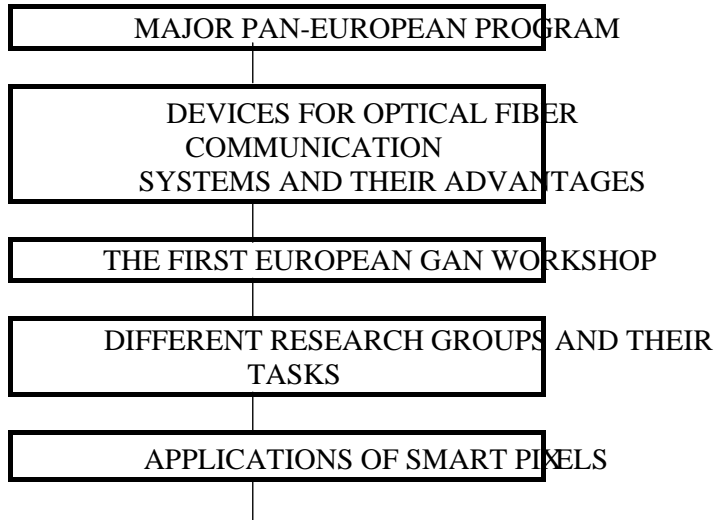 MAJOR PAN-EUROPEAN PROGRAM
DEVICES FOR OPTICAL FIBER
COMMUNICATION
SYSTEMS AND THEIR ADVANTAGES
THE FIRST EUROPEAN GAN WORKSHOP
DIFFERENT RESEARCH GROUPS AND THEIR
TASKS
APPLICATIONS OF SMART PIXELS